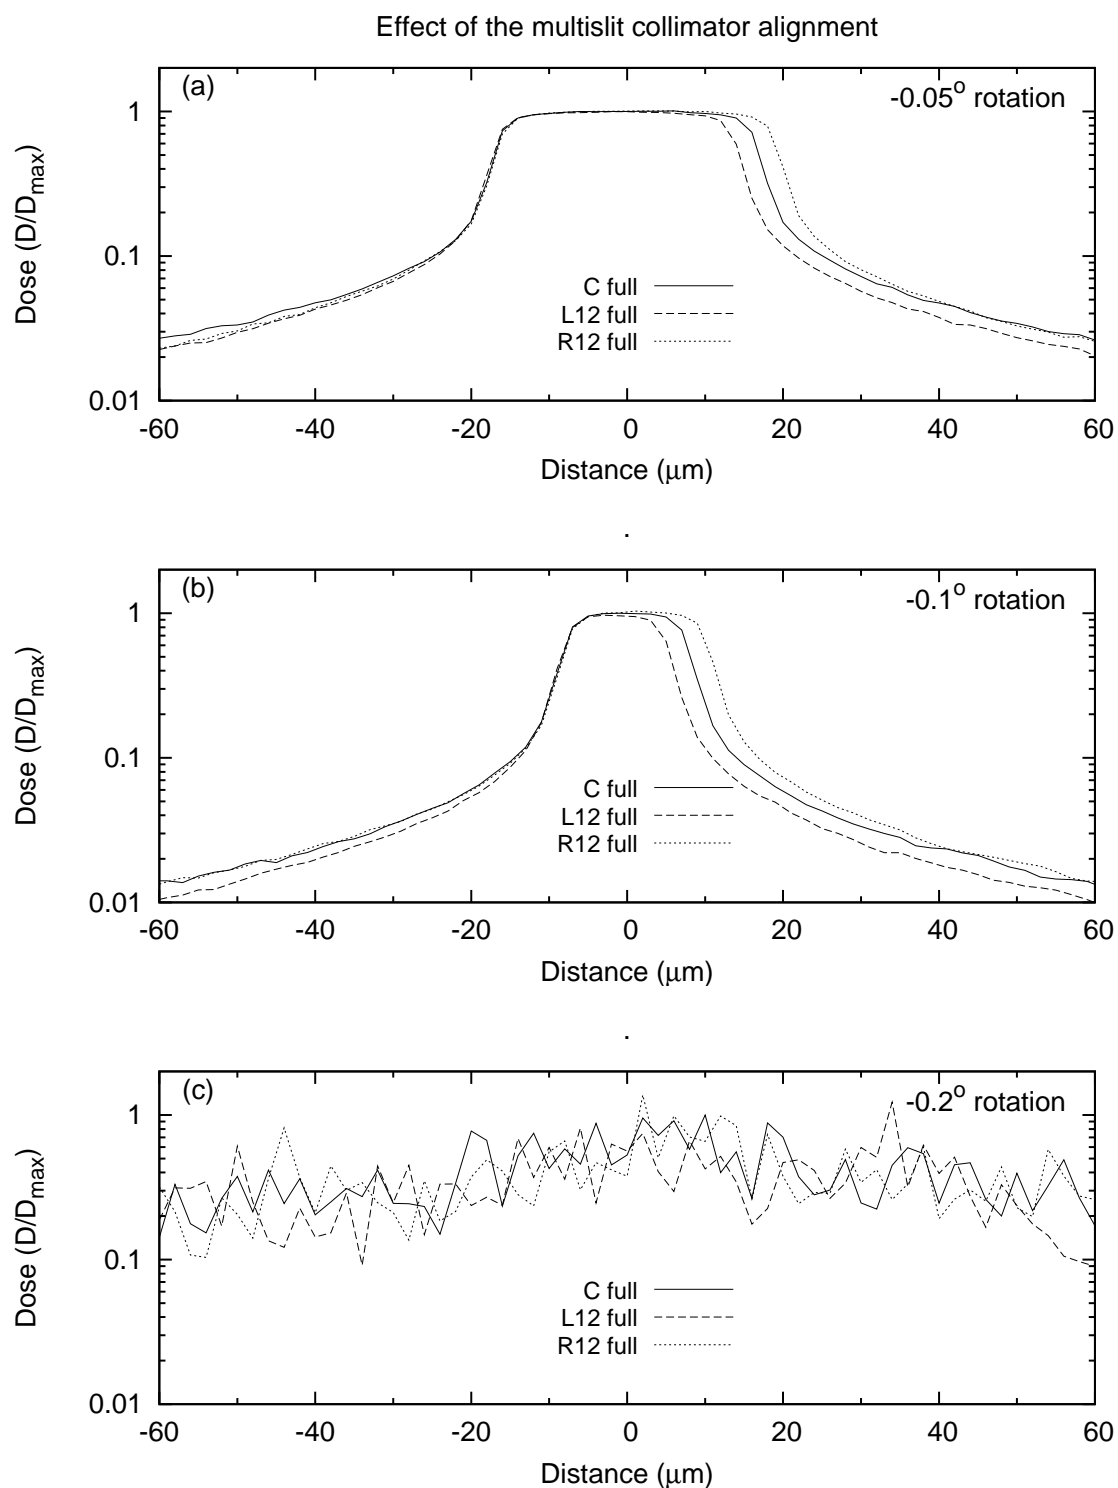 Effect of the multislit collimator alignment
(a)
-0.05° rotation
Dose (D/Dmax)
1
0.1
0.01
C full
L12 full
R12 full
-60 -40 -20 0 20 40 60
Distance (μm)
.
(b)
-0.1° rotation
Dose (D/Dmax)
1
0.1
0.01
C full
L12 full
R12 full
-60 -40 -20 0 20 40 60
Distance (μm)
.
(c)
-0.2° rotation
Dose (D/Dmax)
1
0.1
0.01
C full
L12 full
R12 full
-60 -40 -20 0 20 40 60
Distance (μm)